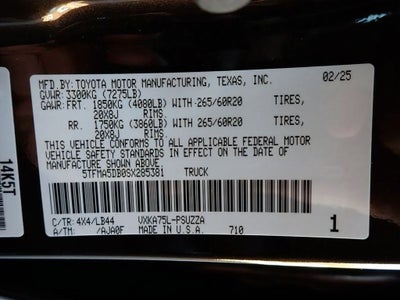 MFD.BY: TOYOTA MOTOR MANUFACTURING, TEXAS, INC. 02/25
GVWR 3300KG (7275LB)
GAWR: FRT. 1850KG (4080LB) WITH 265/60R20 TIRES,
20X8J RIMS,
RR. 1750KG (3860LB) WITH 265/60R20 TIRES,
20X8J RIMS.
THIS VEHICLE CONFORMS TO ALL APPLICABLE FEDERAL MOTOR
VEHICLE SAFETY STANDARDS IN EFFECT ON THE DATE OF
MANUFACTURE SHOWN ABOVE.
5TFMA5DB0SX285381 TRUCK
C/TR: 4X4/LB44 VXKA75L-PSUZZA 1
A/TM: /AJA0F MADE IN U.S.A. 710
14K5T